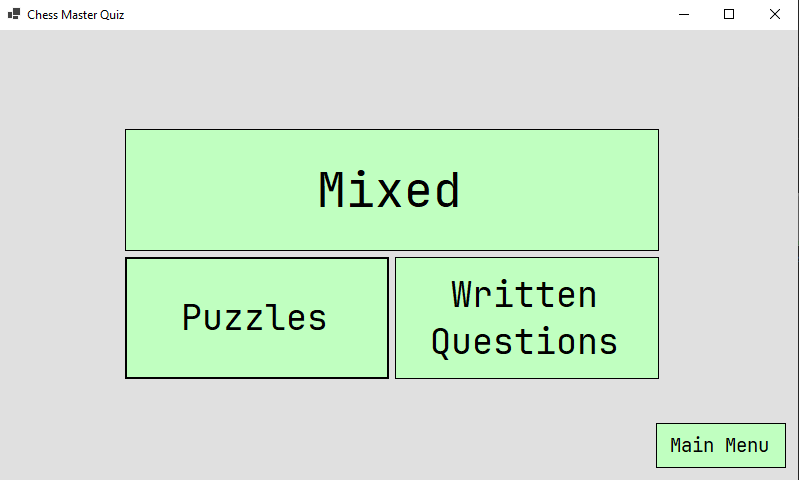 Chess Master Quiz
Mixed
Puzzles
Written
Questions
Main Menu